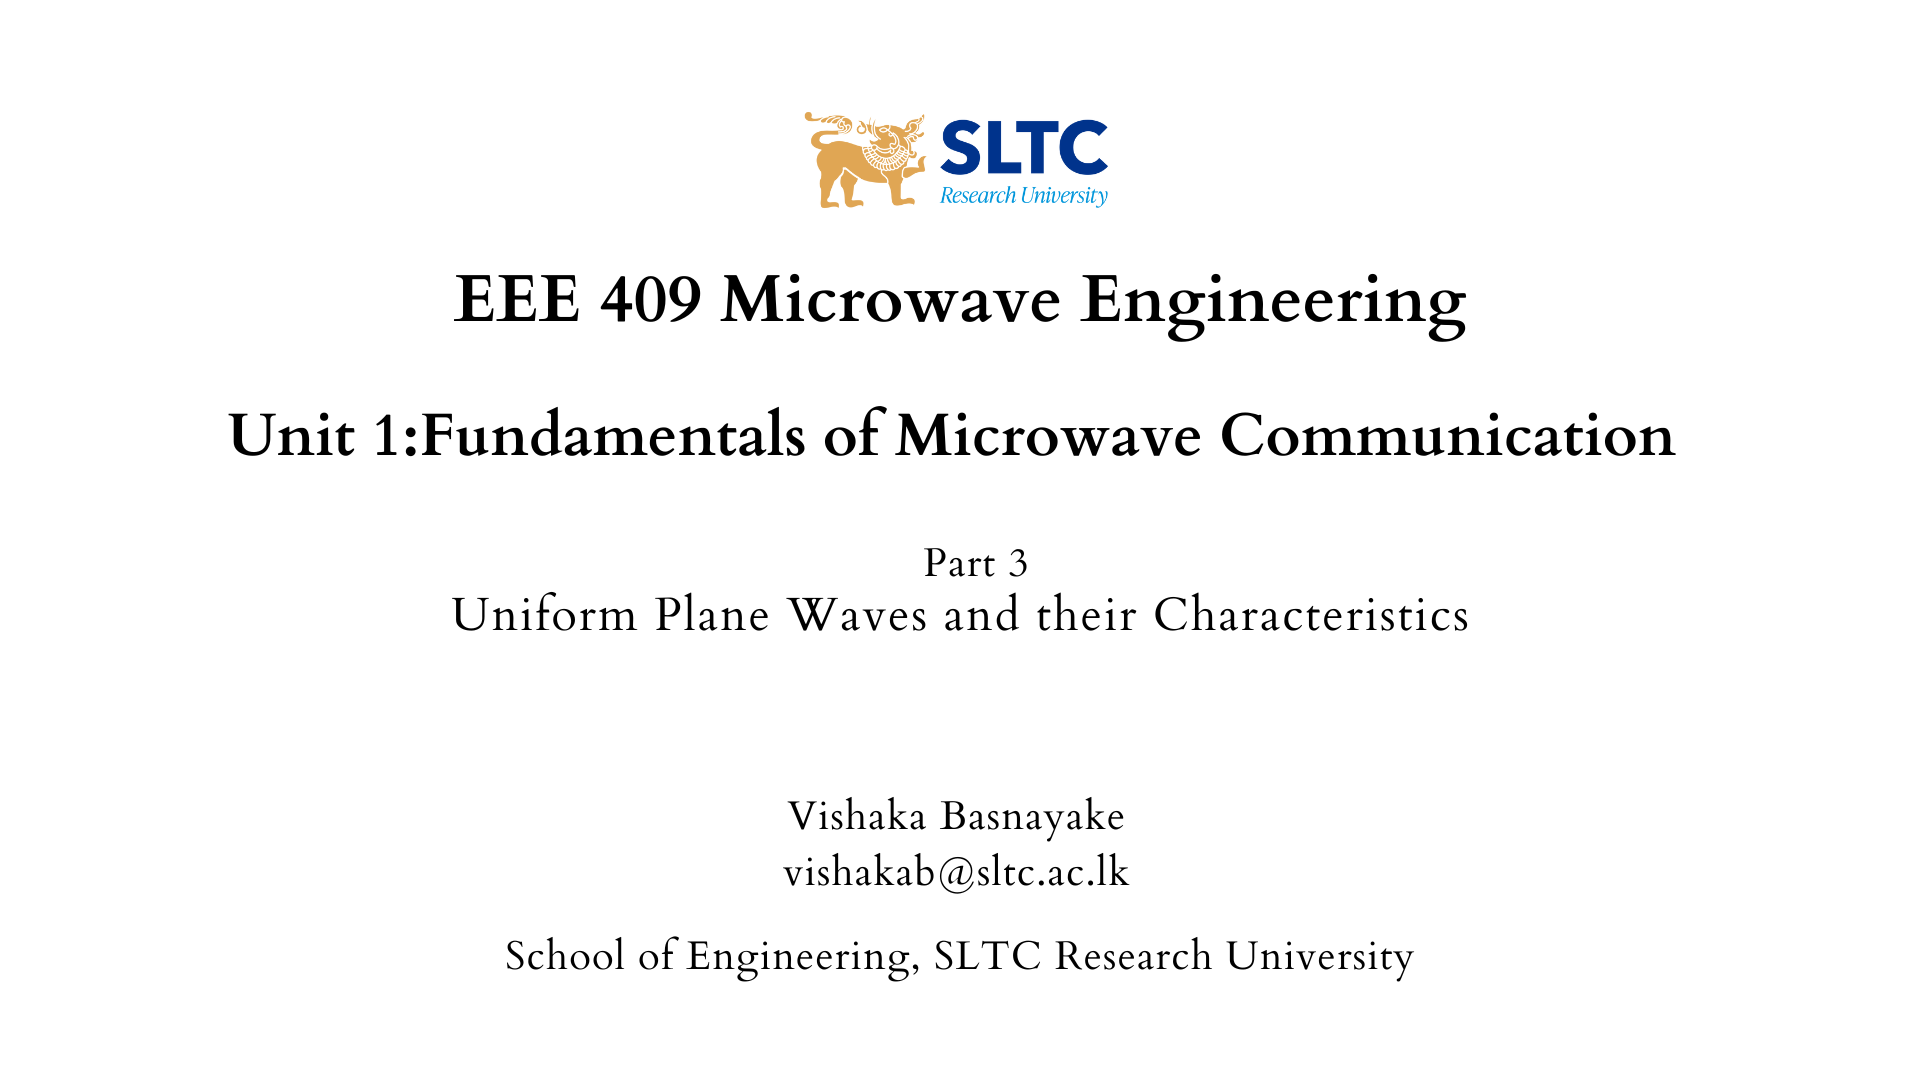 SLTC
Research University
EEE 409 Microwave Engineering
Unit 1:Fundamentals of Microwave Communication
Part 3
Uniform Plane Waves and their Characteristics
Vishaka Basnayake
vishakab@sltc.ac.lk
School of Engineering, SLTC Research University